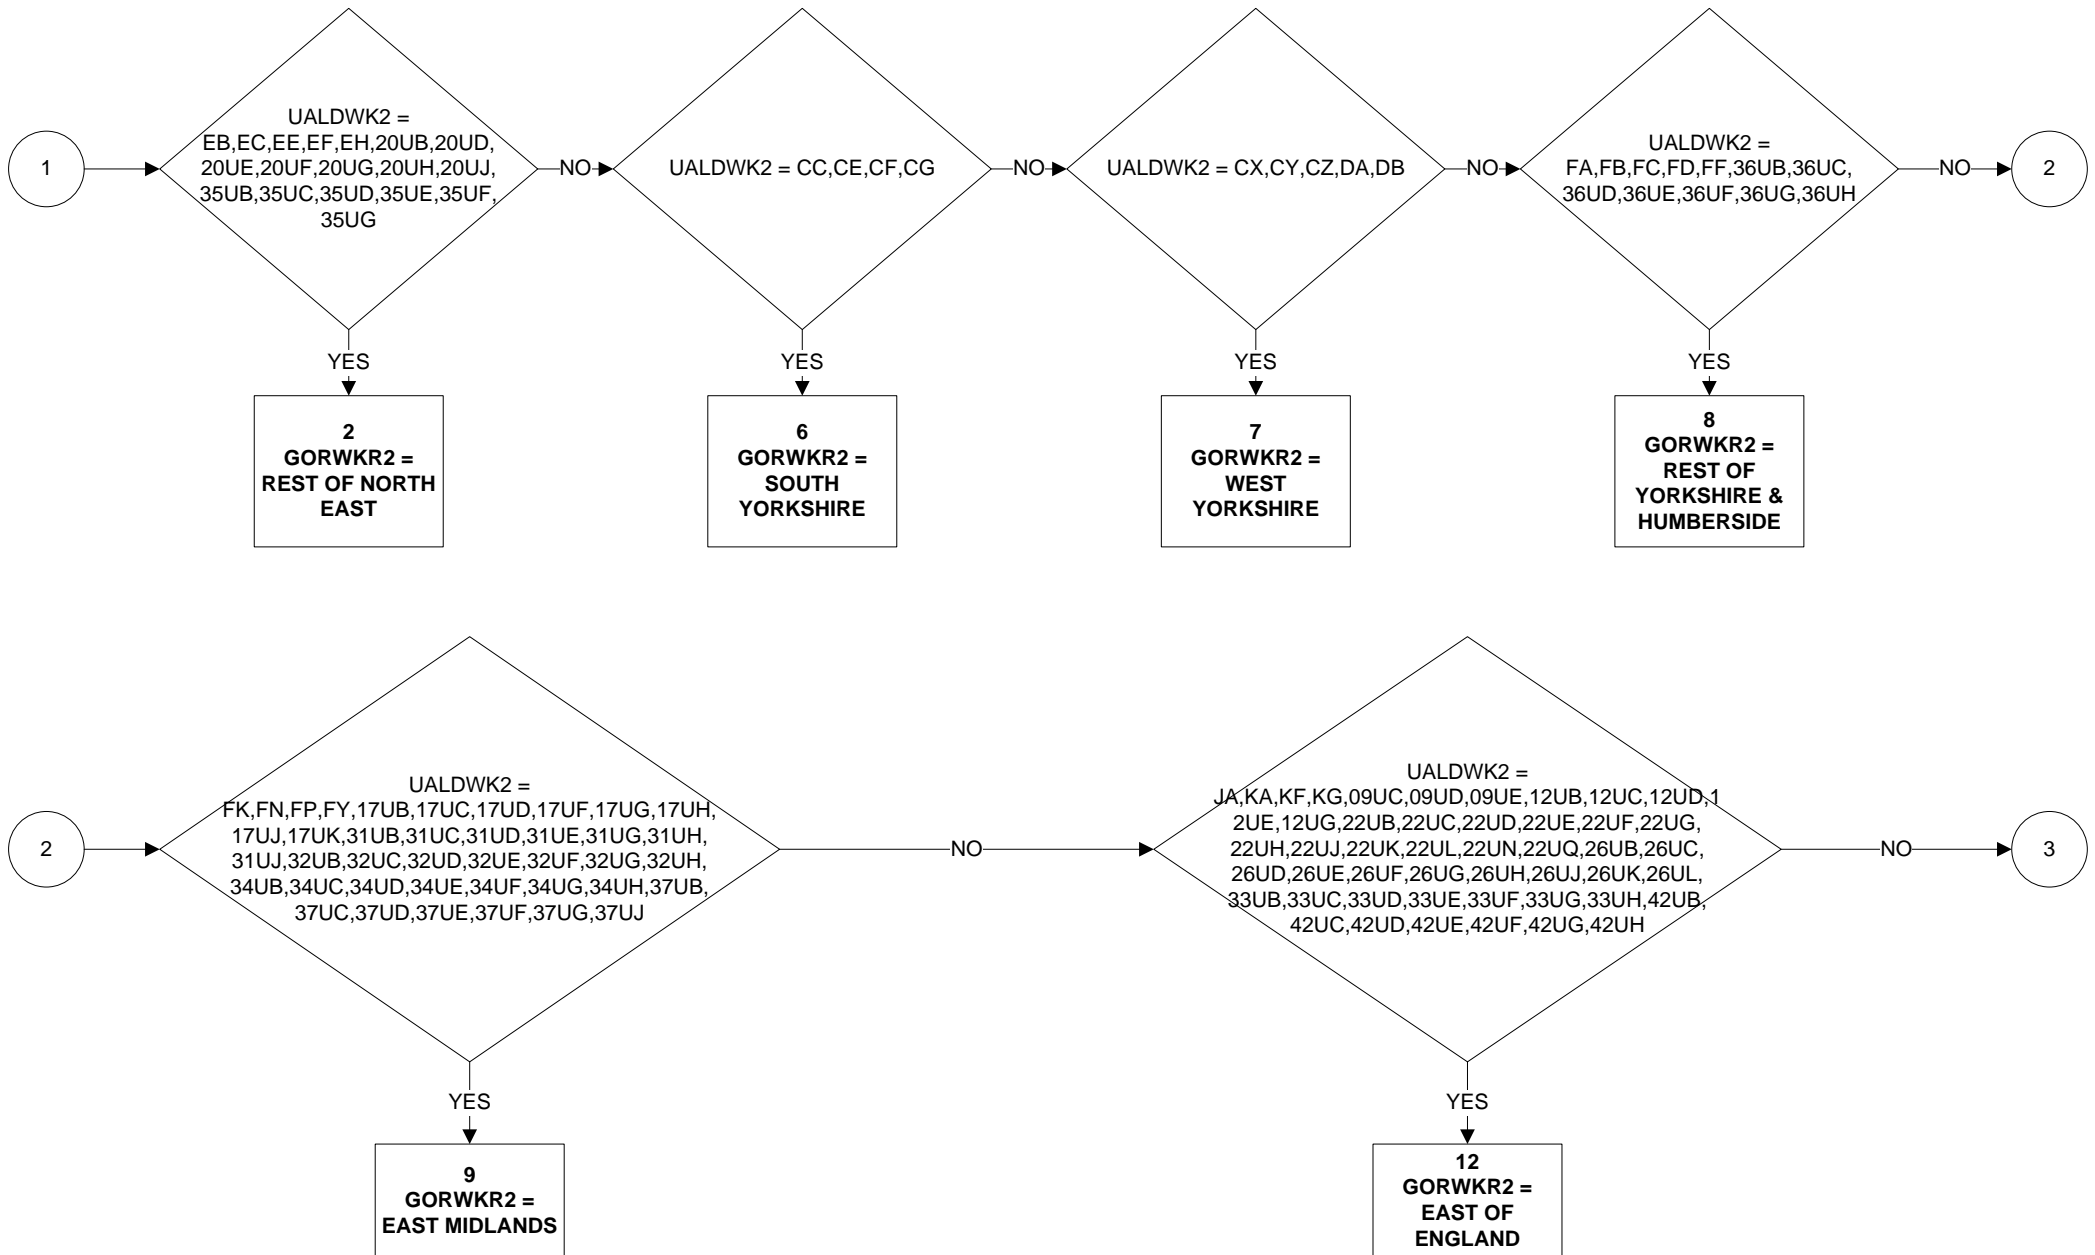 1
UALDWK2 =
EB,EC,EE,EF,EH,20UB,20UD,
20UE,20UF,20UG,20UH,20UJ,
35UB,35UC,35UD,35UE,35UF,
35UG
NO
UALDWK2 = CC,CE,CF,CG
NO
UALDWK2 = CX,CY,CZ,DA,DB
NO
UALDWK2 =
FA,FB,FC,FD,FF,36UB,36UC,
36UD,36UE,36UF,36UG,36UH
NO
2
YES
YES
YES
YES
2
GORWKR2 =
REST OF NORTH
EAST
6
GORWKR2 =
SOUTH
YORKSHIRE
7
GORWKR2 =
WEST
YORKSHIRE
8
GORWKR2 =
REST OF
YORKSHIRE &
HUMBERSIDE
2
UALDWK2 =
FK,FN,FP,FY,17UB,17UC,17UD,17UF,17UG,17UH,
17UJ,17UK,31UB,31UC,31UD,31UE,31UG,31UH,
31UJ,32UB,32UC,32UD,32UE,32UF,32UG,32UH,
34UB,34UC,34UD,34UE,34UF,34UG,34UH,37UB,
37UC,37UD,37UE,37UF,37UG,37UJ
NO
UALDWK2 =
JA,KA,KF,KG,09UC,09UD,09UE,12UB,12UC,12UD,1
2UE,12UG,22UB,22UC,22UD,22UE,22UF,22UG,
22UH,22UJ,22UK,22UL,22UN,22UQ,26UB,26UC,
26UD,26UE,26UF,26UG,26UH,26UJ,26UK,26UL,
33UB,33UC,33UD,33UE,33UF,33UG,33UH,42UB,
42UC,42UD,42UE,42UF,42UG,42UH
NO
3
YES
YES
9
GORWKR2 =
EAST MIDLANDS
12
GORWKR2 =
EAST OF
ENGLAND